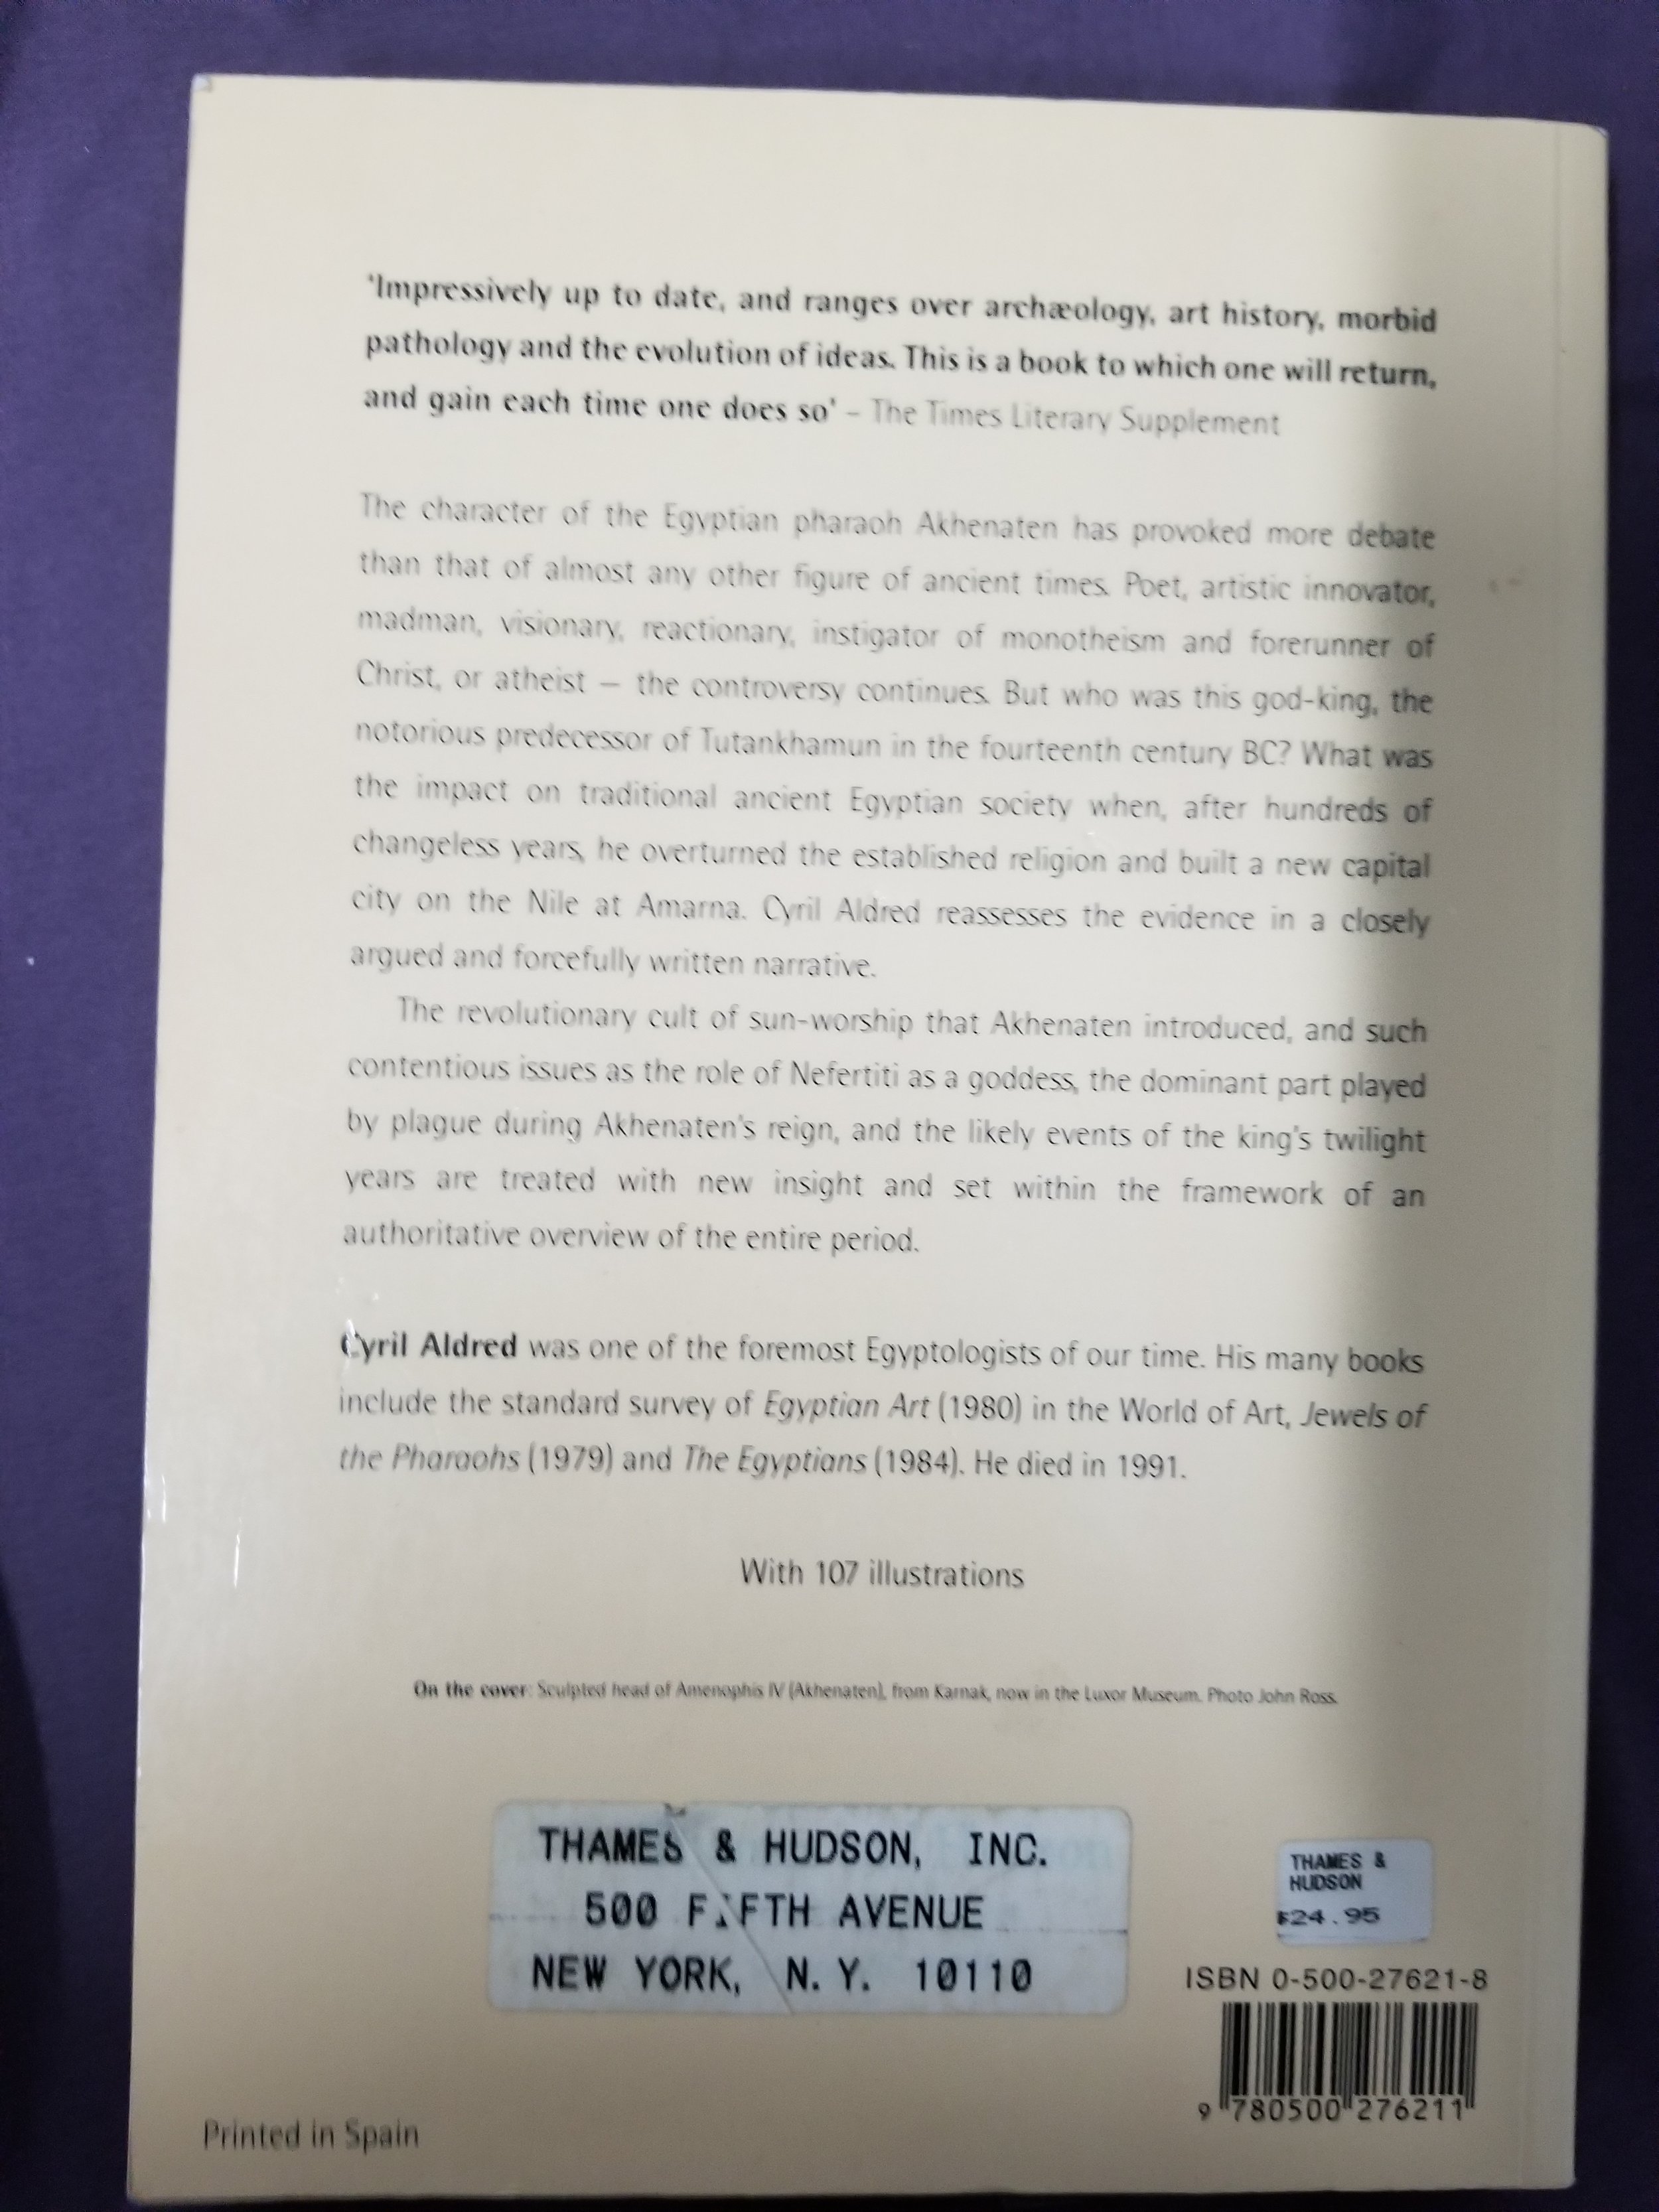 'Impressively up to date, and ranges over archæology, art history, morbid
pathology and the evolution of ideas. This is a book to which one will return,
and gain each time one does so' – The Times Literary Supplement
The character of the Egyptian pharaoh Akhenaten has provoked more debate
than that of almost any other figure of ancient times. Poet, artistic innovator,
madman, visionary, reactionary, instigator of monotheism and forerunner of
Christ, or atheist – the controversy continues. But who was this god-king, the
notorious predecessor of Tutankhamun in the fourteenth century BC? What was
the impact on traditional ancient Egyptian society when, after hundreds of
changeless years, he overturned the established religion and built a new capital
city on the Nile at Amarna. Cyril Aldred reassesses the evidence in a closely
argued and forcefully written narrative.
The revolutionary cult of sun-worship that Akhenaten introduced, and such
contentious issues as the role of Nefertiti as a goddess, the dominant part played
by plague during Akhenaten's reign, and the likely events of the king's twilight
years are treated with new insight and set within the framework of an
authoritative overview of the entire period.
Cyril Aldred was one of the foremost Egyptologists of our time. His many books
include the standard survey of Egyptian Art (1980) in the World of Art, Jewels of
the Pharaohs (1979) and The Egyptians (1984). He died in 1991.
With 107 illustrations
On the cover: Sculpted head of Amenophis IV (Akhenaten), from Karnak, now in the Luxor Museum. Photo John Ross.
THAMES & HUDSON, INC.
500 FIFTH AVENUE
NEW YORK, N.Y. 10110
THAMES &
HUDSON
$24.95
ISBN 0-500-27621-8
9 780500 276211
Printed in Spain